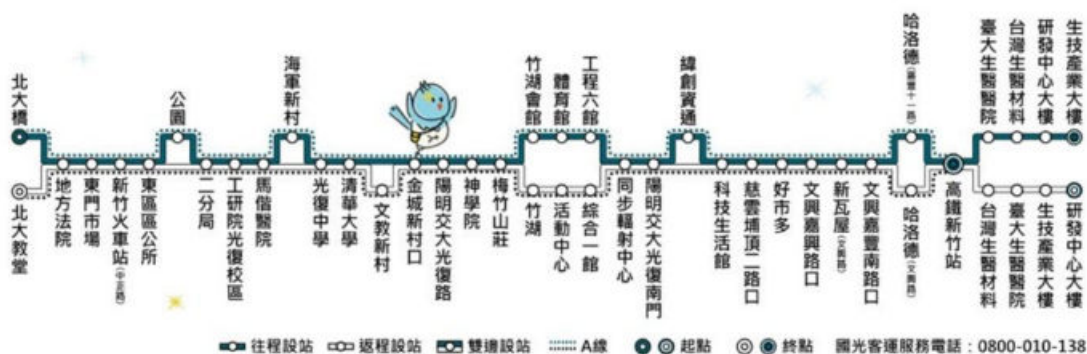 北大橋
北大教堂
地方法院
東門市場
新竹火車站(中正路)
東區區公所
公園
二分局
工研院光復校區
馬偕醫院
海軍新村
光復中學
清華大學
文教新村
金城新村口
陽明交大光復路
神學院
梅竹山莊
竹湖會館
體育館
工程六館
竹湖
活動中心
綜合一館
同步輻射中心
陽明交大光復南門
緯創資通
科技生活館
慈雲埔頂二路口
好市多
文興嘉興路口
新瓦屋(文興路)
文興嘉豐南路口
哈洛德(嘉豐十一路)
哈洛德(文興路)
高鐵新竹站
臺大生醫醫院
台灣生醫材料
研發中心大樓
生技產業大樓
台灣生醫材料
臺大生醫醫院
生技產業大樓
研發中心大樓
往程設站 返程設站 雙邊設站 A線 起點 終點 國光客運服務電話:0800-010-138